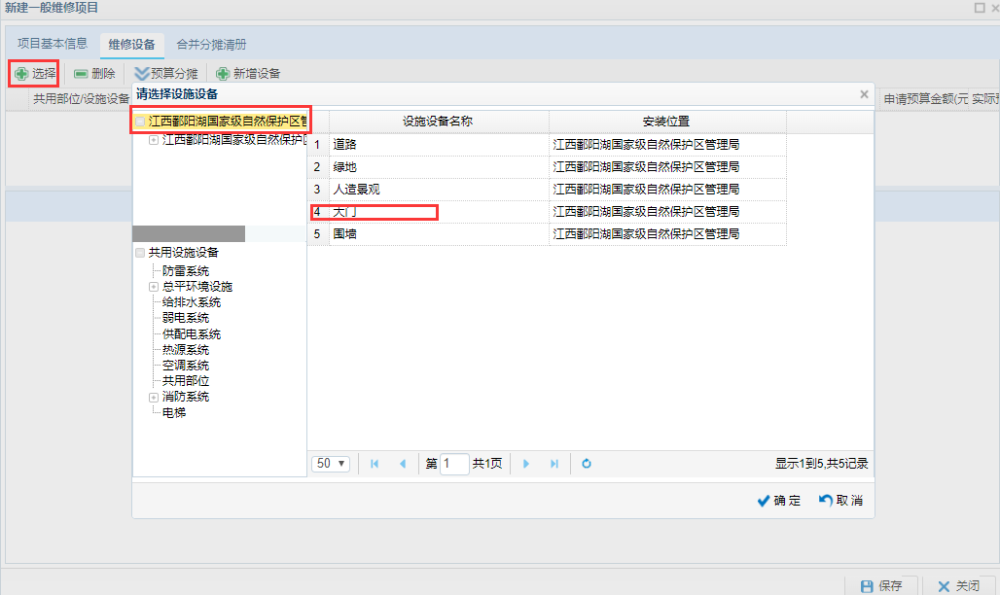 新建一般维修项目
项目基本信息 维修设备 合并分摊清册
选择 删除 预算分摊 新增设备
共用部位/设施设备 申请预算金额(元 实际
请选择设施设备
江西鄱阳湖国家级自然保护区管
江西鄱阳湖国家级自然保护区
设施设备名称 安装位置
1 道路 江西鄱阳湖国家级自然保护区管理局
2 绿地 江西鄱阳湖国家级自然保护区管理局
3 人造景观 江西鄱阳湖国家级自然保护区管理局
4 大门 江西鄱阳湖国家级自然保护区管理局
5 围墙 江西鄱阳湖国家级自然保护区管理局
共用设施设备
防雷系统
总平环境设施
给排水系统
弱电系统
供配电系统
热源系统
空调系统
共用部位
消防系统
电梯
50 第 1 共1页 显示1到5,共5记录
确定 取消
保存 关闭